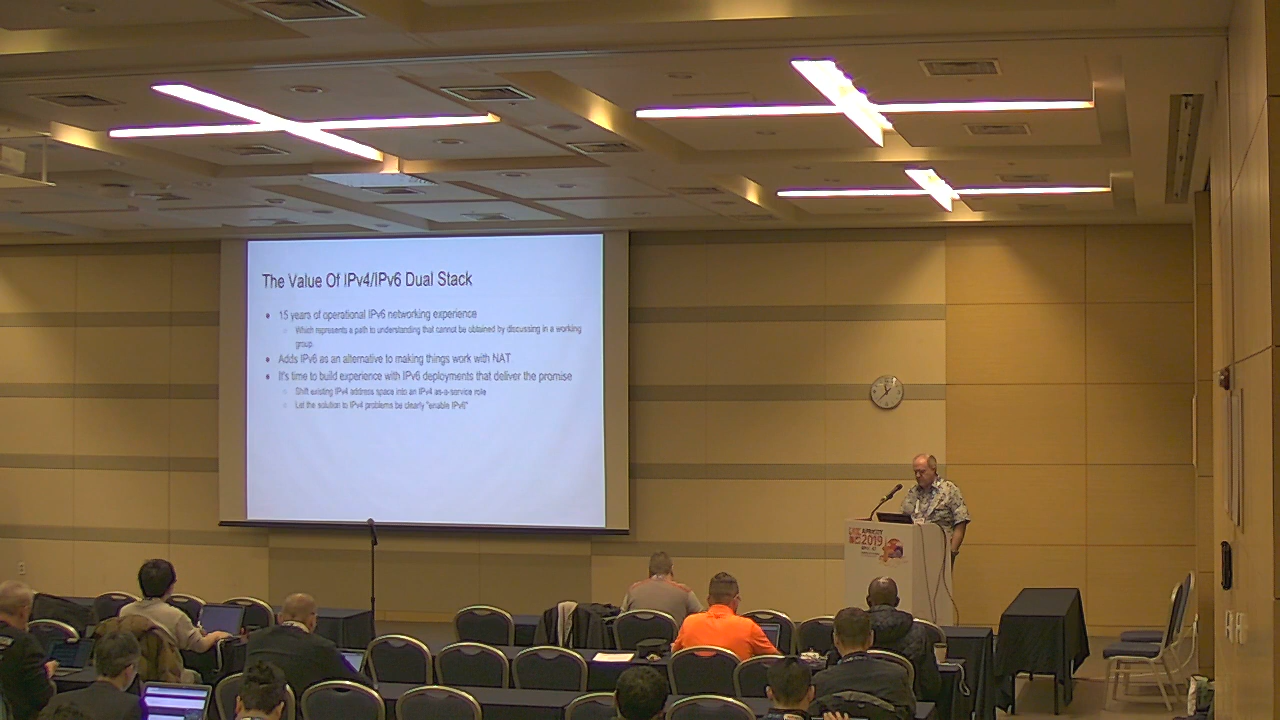 The Value Of IPv4/IPv6 Dual Stack
15 years of operational IPv6 networking experience
Which represents a path to understanding that cannot be obtained by discussing in a working
group
Adds IPv6 as an alternative to making things work with NAT
It's time to build experience with IPv6 deployments that deliver the promise
Shift existing IPv4 address space into an IPv4 as-a-service role
Let the solution to IPv4 problems be clearly "enable IPv6"
APRICOT
2019